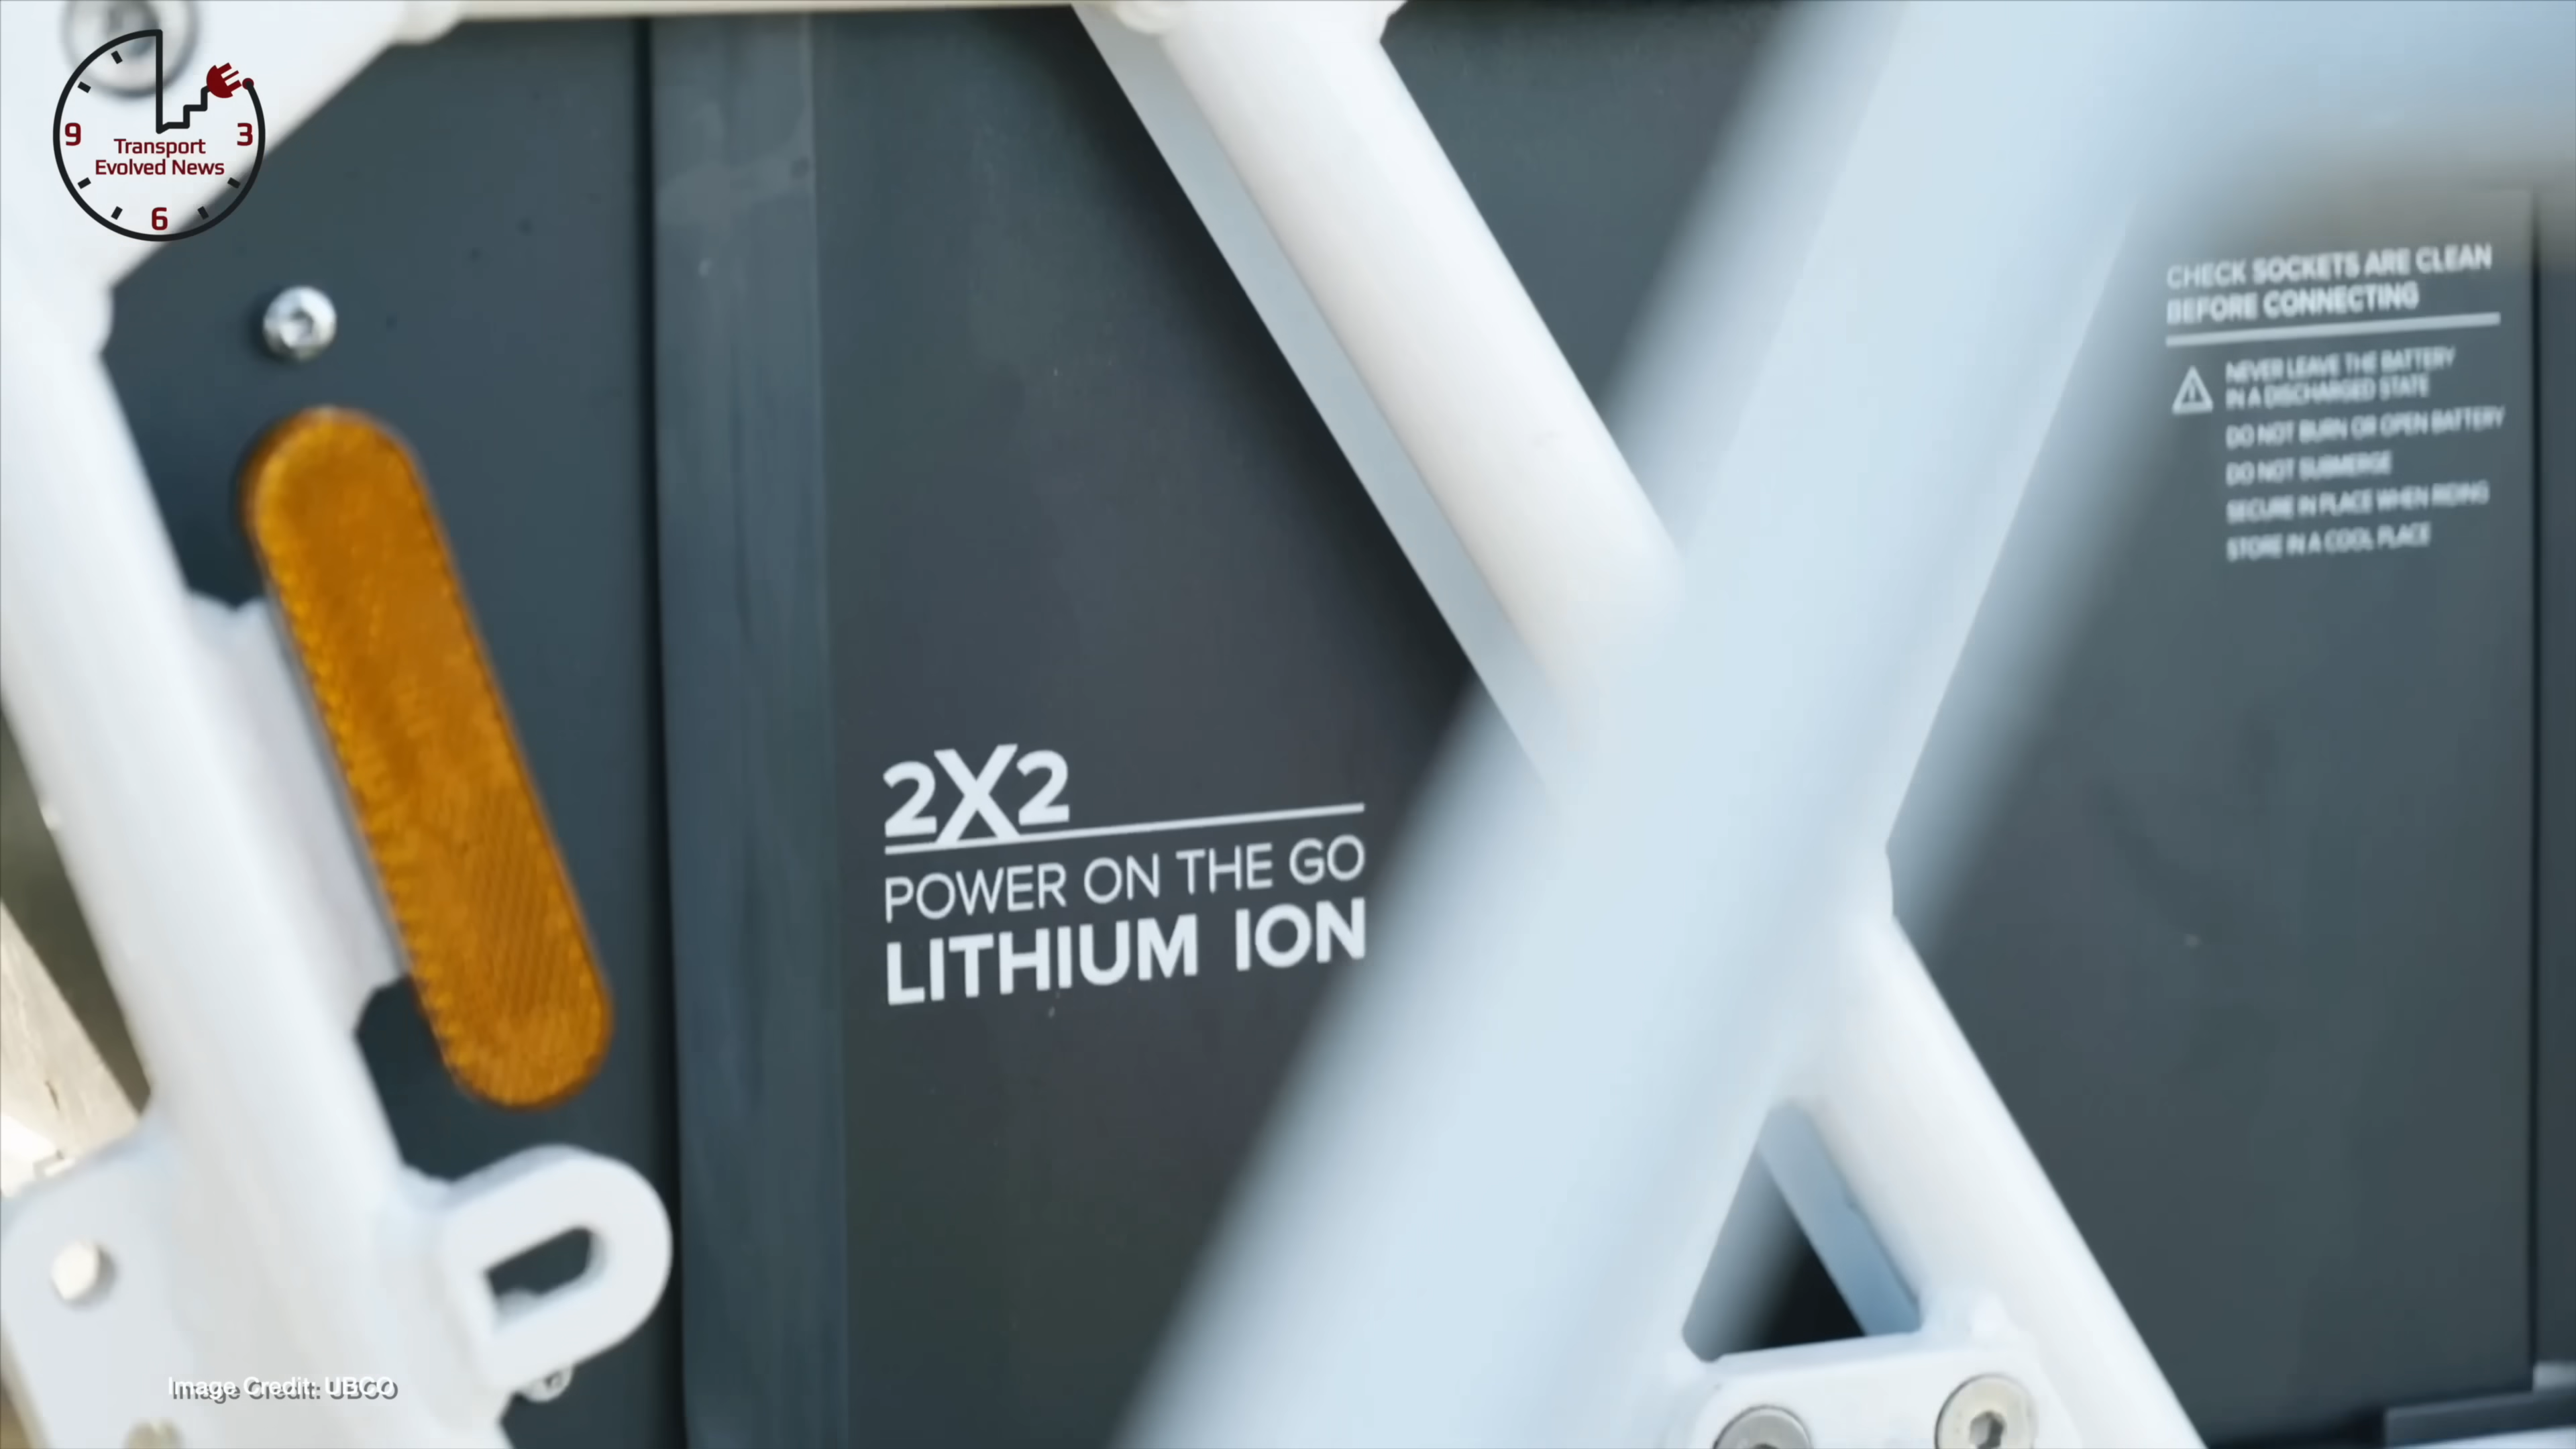 9
3
Transport
Evolved News
6
CHECK SOCKETS ARE CLEAN
BEFORE CONNECTING
NEVER LEAVE THE BATTERY
IN A DISCHARGED STATE
DO NOT BURN OR OPEN BATTERY
DO NOT SUBMERGE
SECURE IN PLACE WHEN RIDING
STORE IN A COOL PLACE
2X2
POWER ON THE GO
LITHIUM ION
Image Credit: UBCO